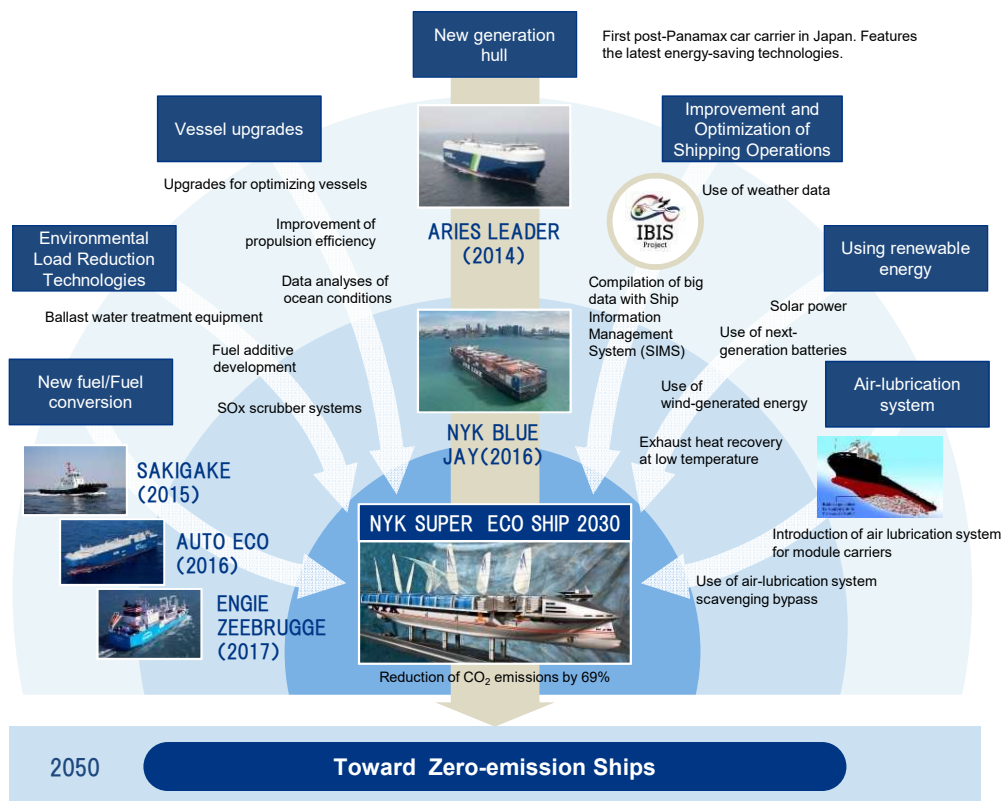 New generation
hull
First post-Panamax car carrier in Japan. Features
the latest energy-saving technologies.
Vessel upgrades
Improvement and
Optimization of
Shipping Operations
Upgrades for optimizing vessels
Use of weather data
Improvement of
propulsion efficiency
ARIES LEADER
(2014)
IBIS
Project
Environmental
Load Reduction
Technologies
Using renewable
energy
Data analyses of
ocean conditions
Compilation of big
data with Ship
Information
Management
System (SIMS)
Solar power
Ballast water treatment equipment
Use of next-
generation batteries
Fuel additive
development
New fuel/Fuel
conversion
Air-lubrication
system
Use of
wind-generated energy
SOx scrubber systems
NYK BLUE
JAY(2016)
Exhaust heat recovery
at low temperature
SAKIGAKE
(2015)
NYK SUPER ECO SHIP 2030
AUTO ECO
(2016)
Introduction of air lubrication system
for module carriers
Use of air-lubrication system
scavenging bypass
ENGIE
ZEEBRUGGE
(2017)
Reduction of CO₂ emissions by 69%
2050
Toward Zero-emission Ships